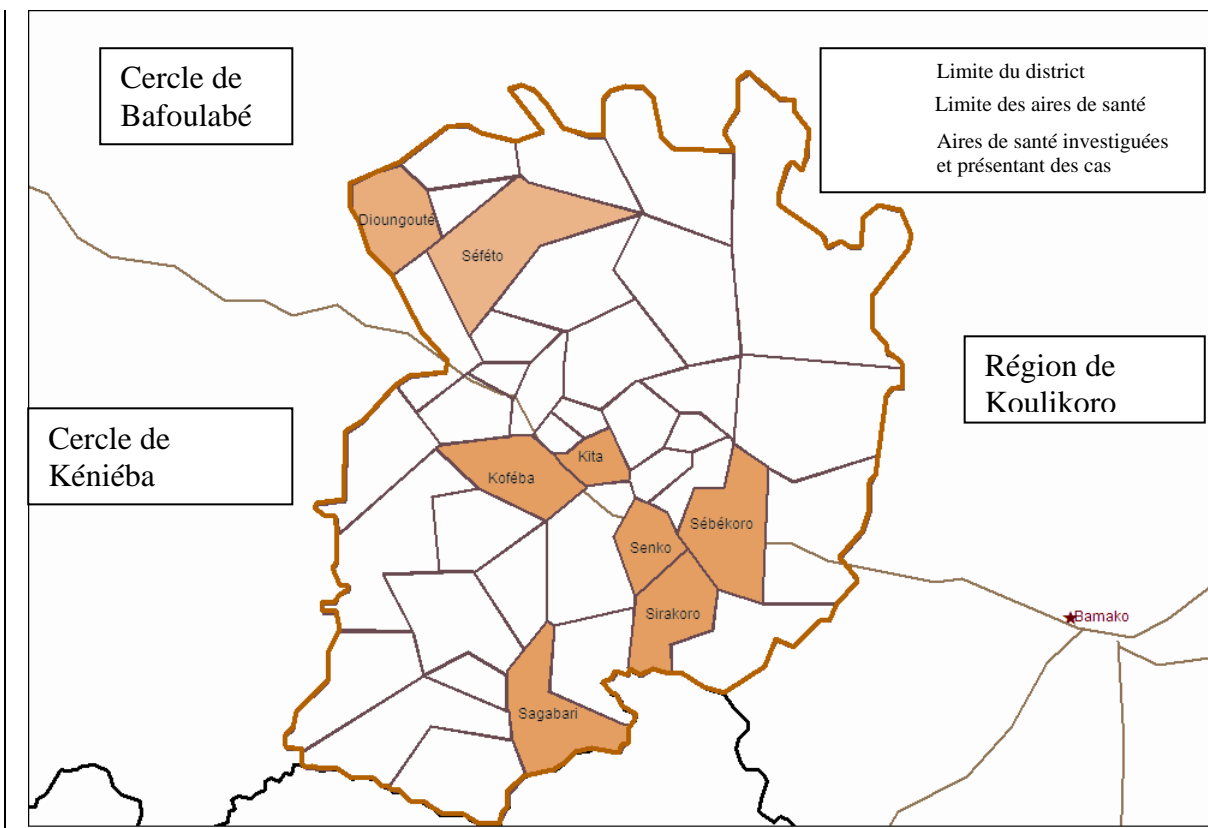 Cercle de
Bafoulabé
Limite du district
Limite des aires de santé
Aires de santé investiguées
et présentant des cas
Dioungouté
Séféto
Région de
Koulikoro
Cercle de
Kéniéba
Kita
Koféba
Sébékoro
Senko
Sirakoro
Bamako
Sagabari